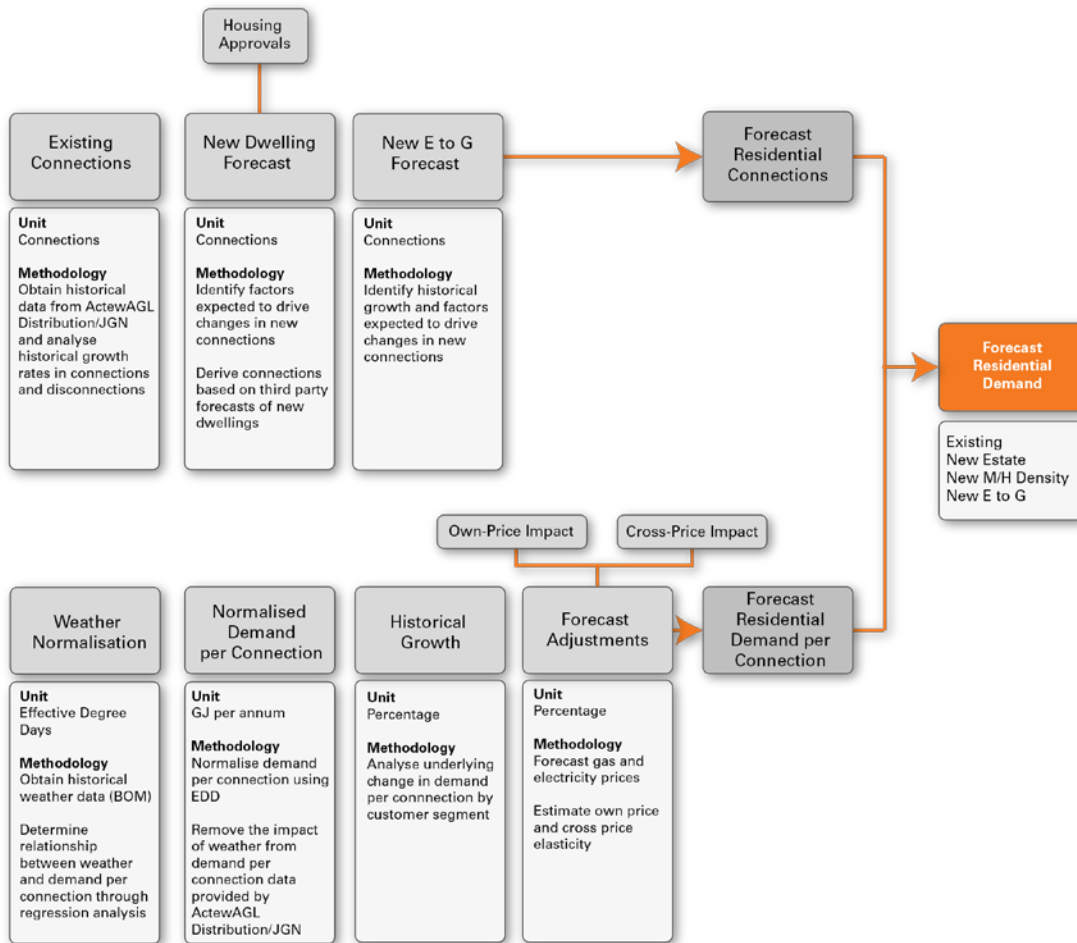 Housing
Approvals
Existing
Connections
New Dwelling
Forecast
New E to G
Forecast
Forecast
Residential
Connections
Unit
Connections
Methodology
Obtain historical
data from ActewAGL
Distribution/JGN
and analyse
historical growth
rates in connections
and disconnections
Unit
Connections
Methodology
Identify factors
expected to drive
changes in new
connections
Derive connections
based on third party
forecasts of new
dwellings
Unit
Connections
Methodology
Identify historical
growth and factors
expected to drive
changes in new
connections
Forecast
Residential
Demand
Existing
New Estate
New M/H Density
New E to G
Own-Price Impact
Cross-Price Impact
Weather
Normalisation
Normalised
Demand
per Connection
Historical
Growth
Forecast
Adjustments
Forecast
Residential
Demand per
Connection
Unit
Effective Degree
Days
Methodology
Obtain historical
weather data (BOM)
Determine
relationship
between weather
and demand per
connection through
regression analysis
Unit
GJ per annum
Methodology
Normalise demand
per connection using
EDD
Remove the impact
of weather from
demand per
connection data
provided by
ActewAGL
Distribution/JGN
Unit
Percentage
Methodology
Analyse underlying
change in demand
per connnection by
customer segment
Unit
Percentage
Methodology
Forecast gas and
electricity prices
Estimate own price
and cross price
elasticity